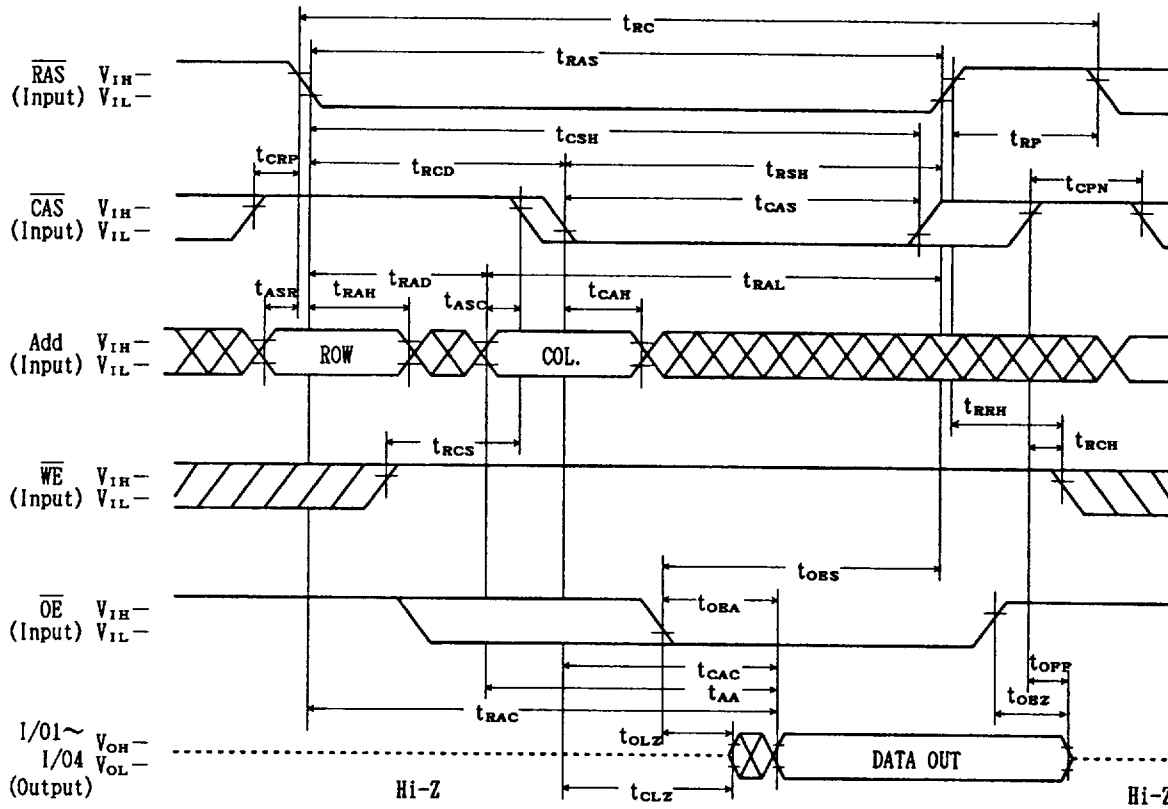 tRC
tRAS
RAS VIH—
(Input) VIL—
tCSH
tRP
tCRP
tRCD
tRSH
tCPN
CAS VIH—
(Input) VIL—
tCAS
tRAD
tRAL
tASR
tRAH
tASC
tCAH
Add VIH—
(Input) VIL—
ROW
COL.
tRRH
tRCS
tRCH
WE VIH—
(Input) VIL—
tOES
tOEA
OE VIH—
(Input) VIL—
tCAC
tOFF
tAA
tOEZ
tRAC
I/O1~
I/O4
(Output)
VOH—
VOL—
tOLZ
DATA OUT
Hi-Z
tCLZ
Hi-Z